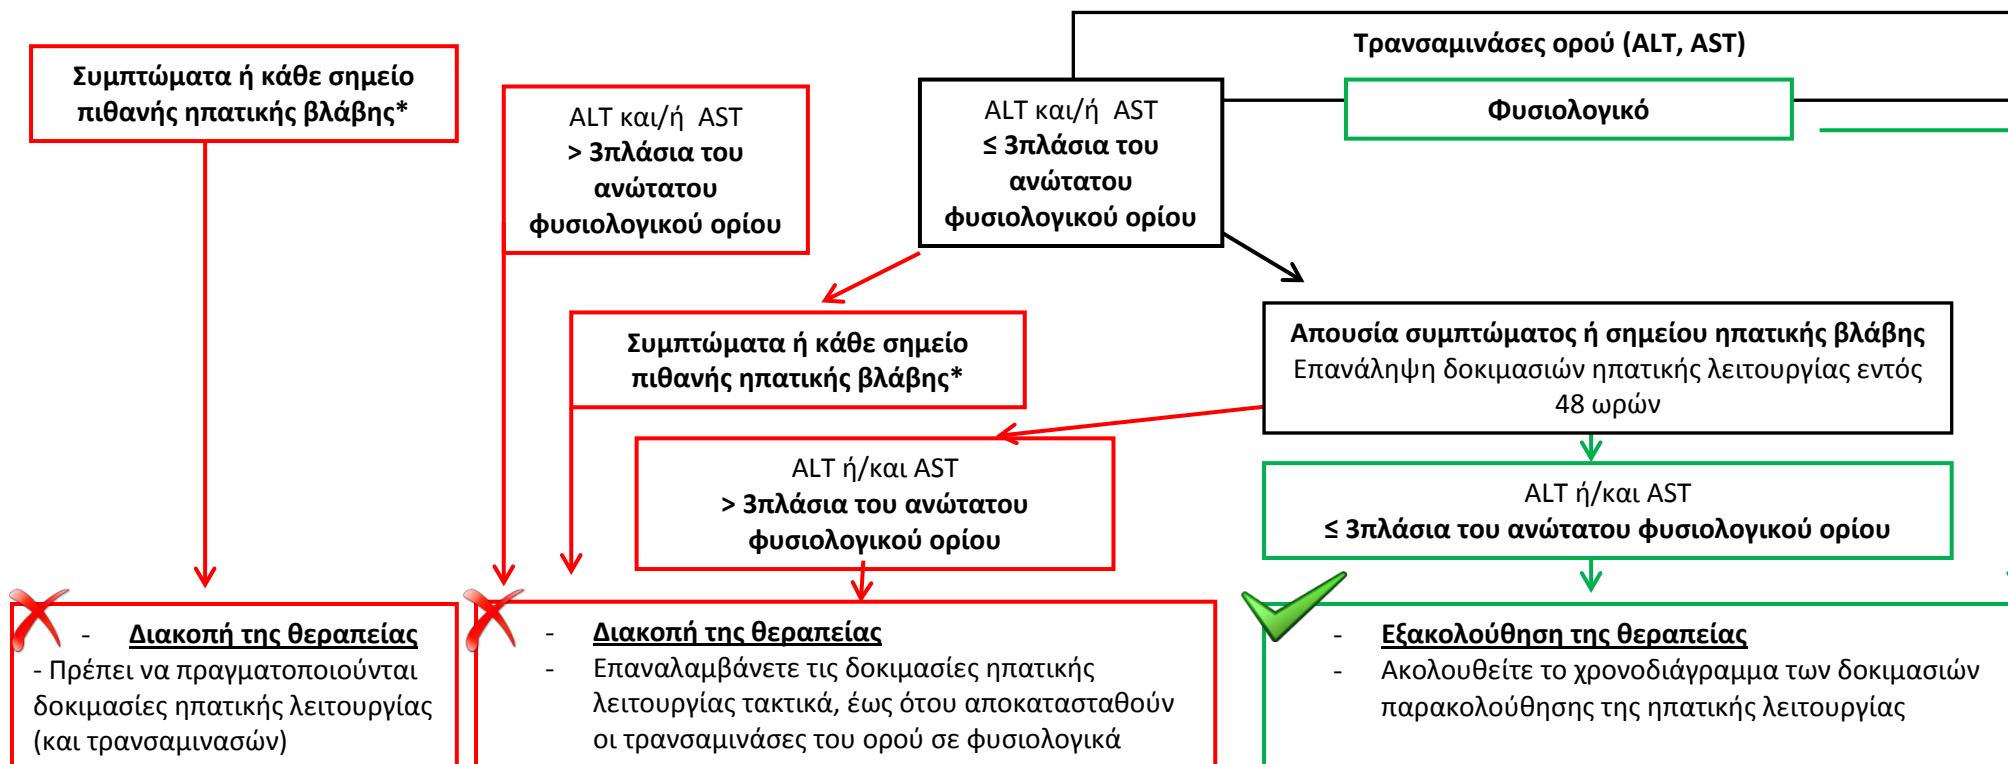 Τρανσαμινάσες ορού (ALT, AST)
Συμπτώματα ή κάθε σημείο
πιθανής ηπατικής βλάβης*
ALT και/ή AST
> 3πλάσια του
ανώτατου
φυσιολογικού ορίου
ALT και/ή AST
≤ 3πλάσια του
ανώτατου
φυσιολογικού ορίου
Φυσιολογικό
Συμπτώματα ή κάθε σημείο
πιθανής ηπατικής βλάβης*
Απουσία συμπτώματος ή σημείου ηπατικής βλάβης
Επανάληψη δοκιμασιών ηπατικής λειτουργίας εντός
48 ωρών
ALT ή/και AST
> 3πλάσια του ανώτατου
φυσιολογικού ορίου
ALT ή/και AST
≤ 3πλάσια του ανώτατου φυσιολογικού ορίου
- Διακοπή της θεραπείας
- Πρέπει να πραγματοποιούνται
δοκιμασίες ηπατικής λειτουργίας
(και τρανσαμινασών)
- Διακοπή της θεραπείας
- Επαναλαμβάνετε τις δοκιμασίες ηπατικής
λειτουργίας τακτικά, έως ότου αποκατασταθούν
οι τρανσαμινάσες του ορού σε φυσιολογικά
- Εξακολούθηση της θεραπείας
- Ακολουθείτε το χρονοδιάγραμμα των δοκιμασιών
παρακολούθησης της ηπατικής λειτουργίας